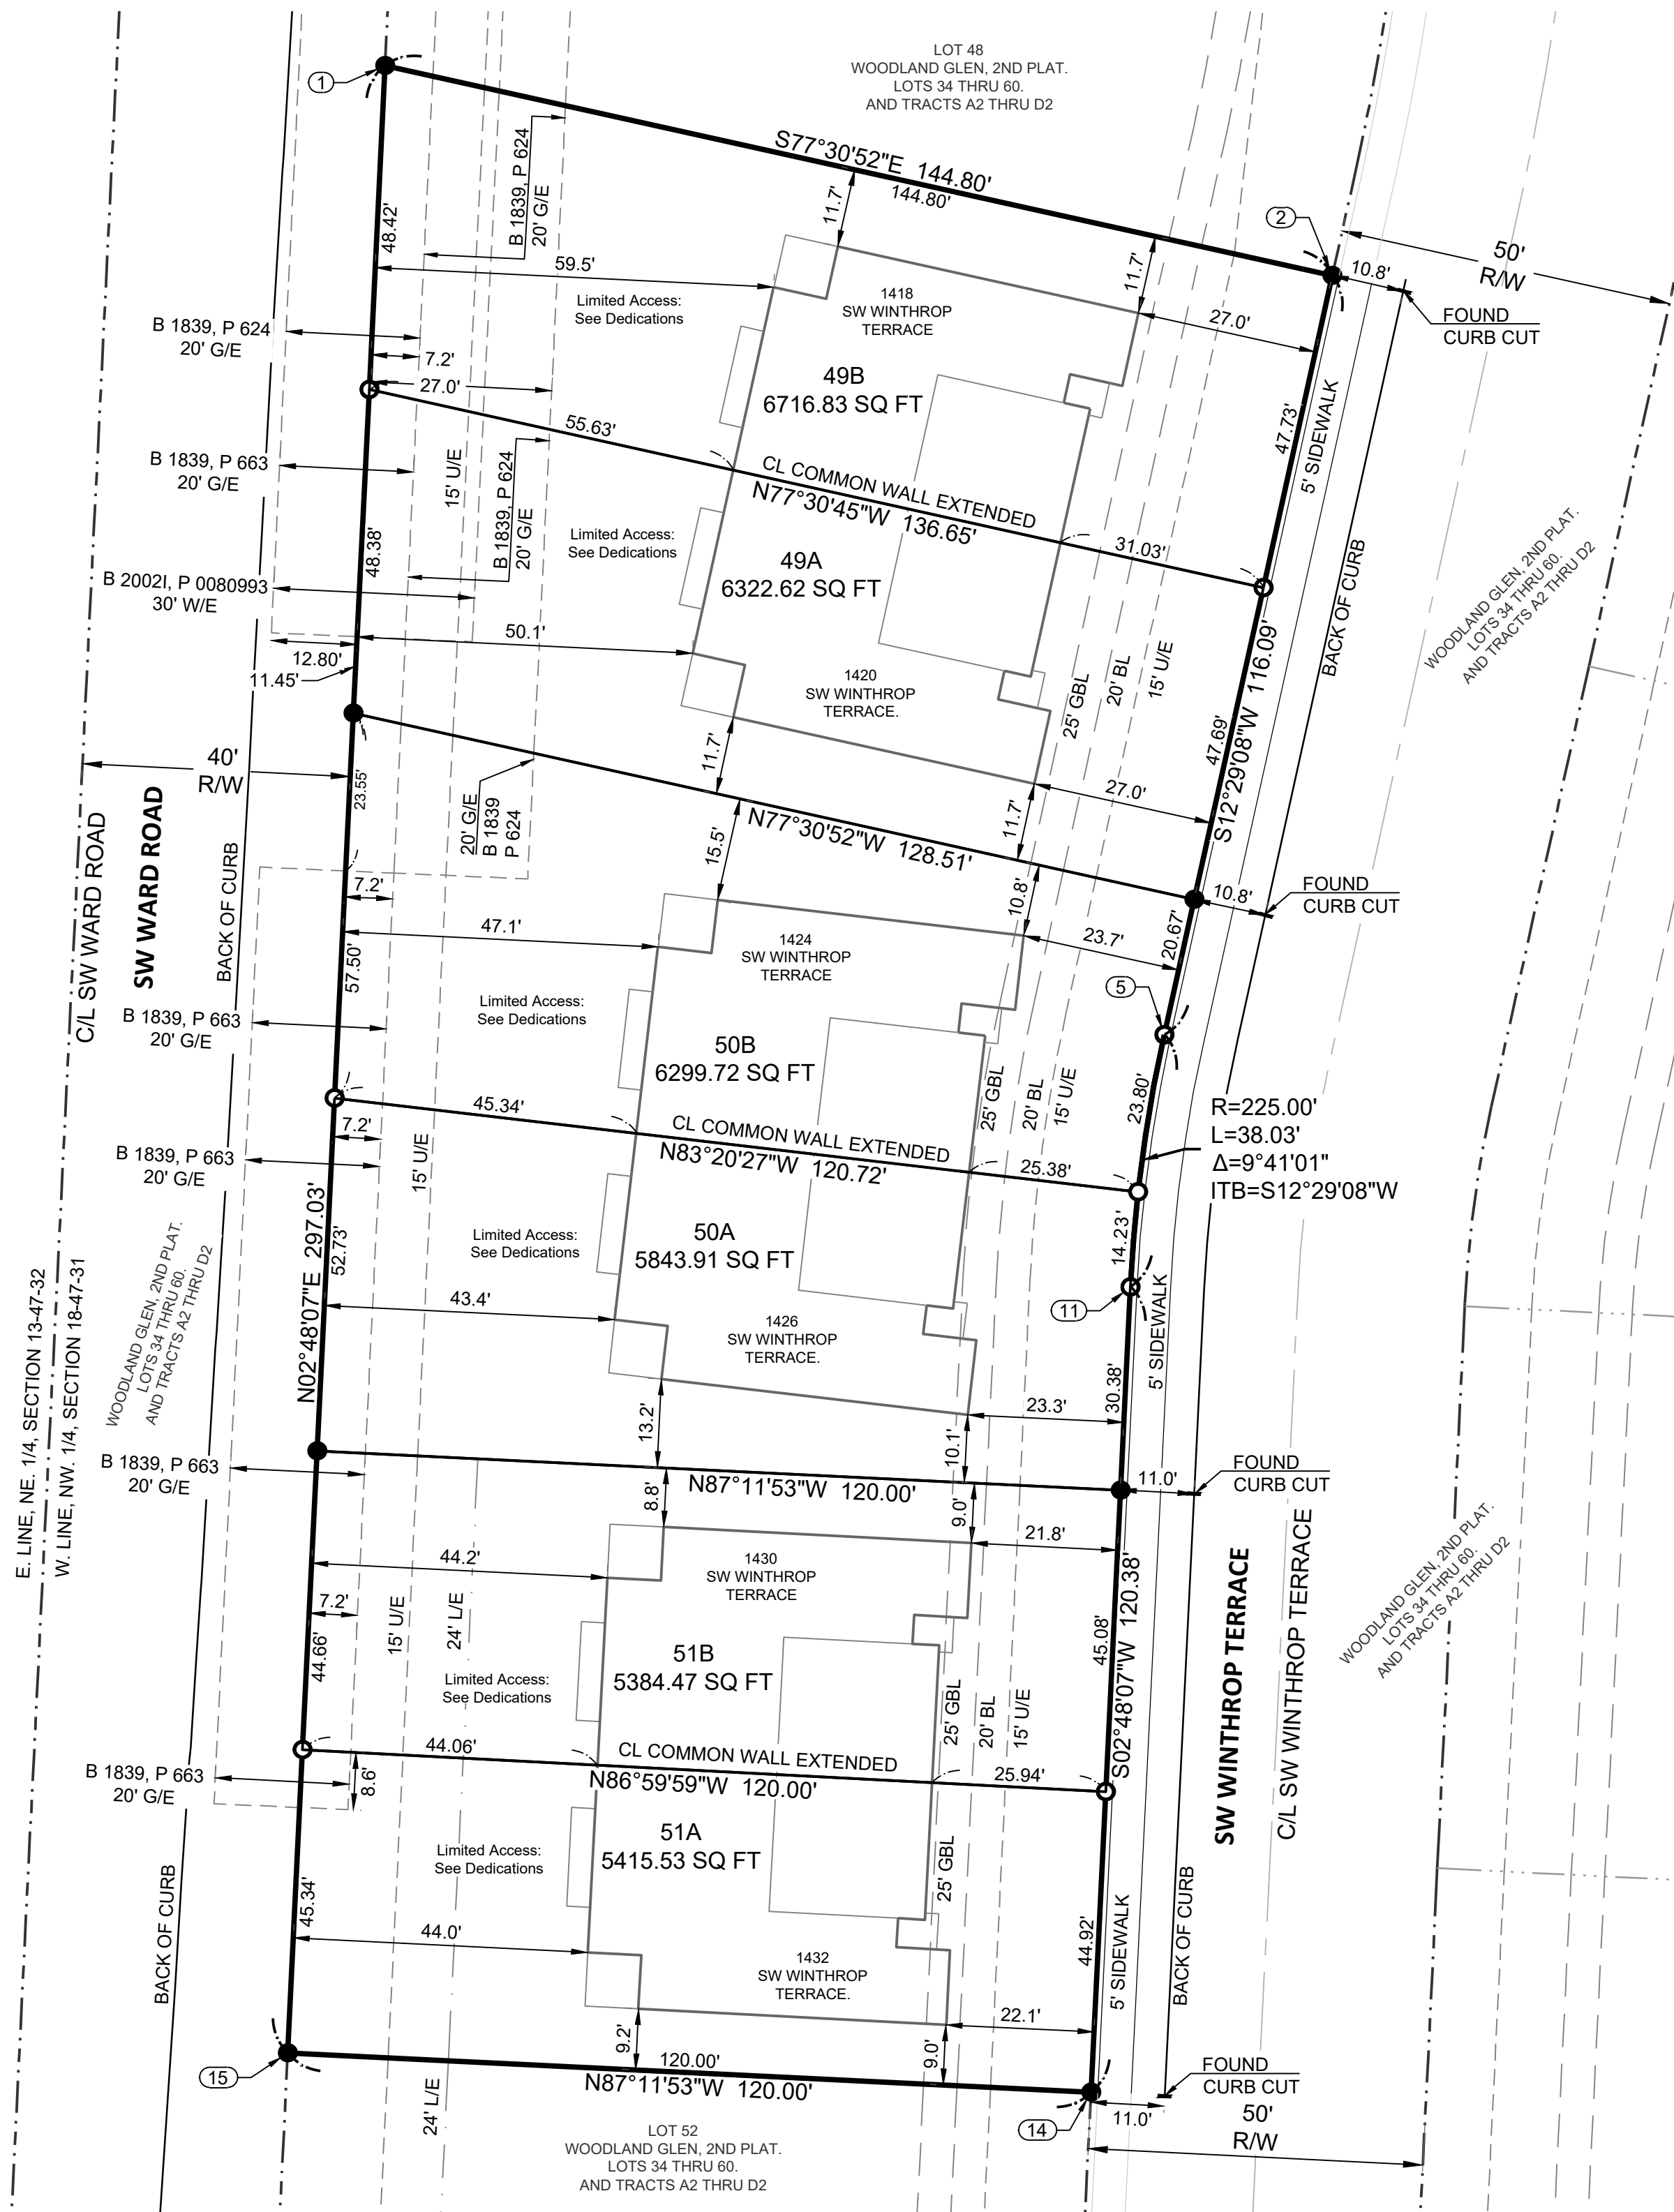 LOT 48
WOODLAND GLEN, 2ND PLAT.
LOTS 34 THRU 60.
AND TRACTS A2 THRU D2
1
S77°30'52"E 144.80'
144.80'
2
50'
R/W
10.8'
FOUND
CURB CUT
B 1839, P 624
20' G/E
48.42'
11.7'
11.7'
59.5'
Limited Access:
See Dedications
1418
SW WINTHROP
TERRACE
27.0'
B 1839, P 624
20' G/E
7.2'
27.0'
49B
6716.83 SQ FT
47.73'
5' SIDEWALK
55.63'
CL COMMON WALL EXTENDED
N77°30'45"W 136.65'
31.03'
B 1839, P 663
20' G/E
15' U/E
B 1839, P 624
20' G/E
Limited Access:
See Dedications
48.38'
49A
6322.62 SQ FT
B 2002I, P 0080993
30' W/E
50.1'
12.80'
11.45'
1420
SW WINTHROP
TERRACE.
25' GBL
20' BL
15' U/E
BACK OF CURB
WOODLAND GLEN, 2ND PLAT.
LOTS 34 THRU 60.
AND TRACTS A2 THRU D2
47.69'
S12°29'08"W 116.09'
40'
R/W
23.55'
11.7'
27.0'
11.7'
20' G/E
B 1839
P 624
N77°30'52"W 128.51'
15.5'
10.8'
10.8'
FOUND
CURB CUT
C/L SW WARD ROAD
SW WARD ROAD
BACK OF CURB
7.2'
47.1'
1424
SW WINTHROP
TERRACE
23.7'
20.67'
57.50'
Limited Access:
See Dedications
5
B 1839, P 663
20' G/E
50B
6299.72 SQ FT
25' GBL
20' BL
15' U/E
23.80'
R=225.00'
L=38.03'
Δ=9°41'01"
ITB=S12°29'08"W
45.34'
CL COMMON WALL EXTENDED
N83°20'27"W 120.72'
25.38'
7.2'
B 1839, P 663
20' G/E
15' U/E
N02°48'07"E 297.03'
52.73'
Limited Access:
See Dedications
50A
5843.91 SQ FT
14.23'
11
5' SIDEWALK
43.4'
1426
SW WINTHROP
TERRACE.
E. LINE, NE. 1/4, SECTION 13-47-32
W. LINE, NW. 1/4, SECTION 18-47-31
WOODLAND GLEN, 2ND PLAT.
LOTS 34 THRU 60.
AND TRACTS A2 THRU D2
30.38'
23.3'
13.2'
10.1'
B 1839, P 663
20' G/E
N87°11'53"W 120.00'
11.0'
FOUND
CURB CUT
8.8'
9.0'
21.8'
44.2'
1430
SW WINTHROP
TERRACE
7.2'
15' U/E
24' L/E
44.66'
Limited Access:
See Dedications
51B
5384.47 SQ FT
25' GBL
20' BL
15' U/E
45.08'
S02°48'07"W 120.38'
SW WINTHROP TERRACE
C/L SW WINTHROP TERRACE
WOODLAND GLEN, 2ND PLAT.
LOTS 34 THRU 60.
AND TRACTS A2 THRU D2
44.06'
CL COMMON WALL EXTENDED
N86°59'59"W 120.00'
25.94'
B 1839, P 663
20' G/E
8.6'
51A
5415.53 SQ FT
Limited Access:
See Dedications
25' GBL
BACK OF CURB
45.34'
44.0'
1432
SW WINTHROP
TERRACE.
44.92'
5' SIDEWALK
BACK OF CURB
22.1'
9.2'
9.0'
15
120.00'
N87°11'53"W 120.00'
24' L/E
14
11.0'
FOUND
CURB CUT
50'
R/W
LOT 52
WOODLAND GLEN, 2ND PLAT.
LOTS 34 THRU 60.
AND TRACTS A2 THRU D2